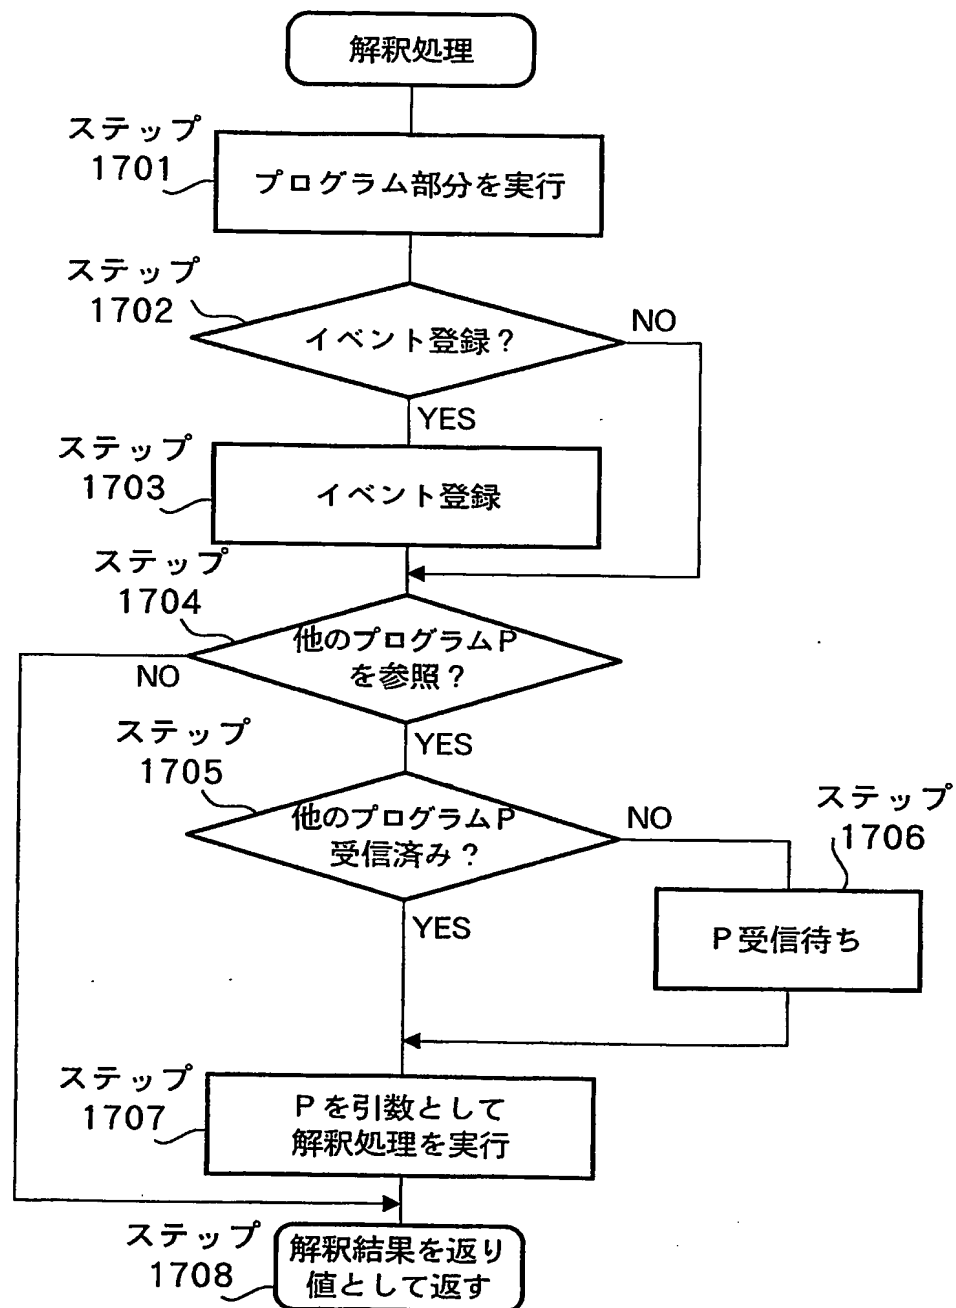 解釈処理
ステップ
1701
プログラム部分を実行
ステップ
1702
イベント登録？
NO
YES
ステップ
1703
イベント登録
ステップ
1704
他のプログラムP
を参照？
NO
YES
ステップ
1705
他のプログラムP
受信済み？
NO
ステップ
1706
YES
P受信待ち
ステップ
1707
Pを引数として
解釈処理を実行
ステップ
1708
解釈結果を返り
値として返す